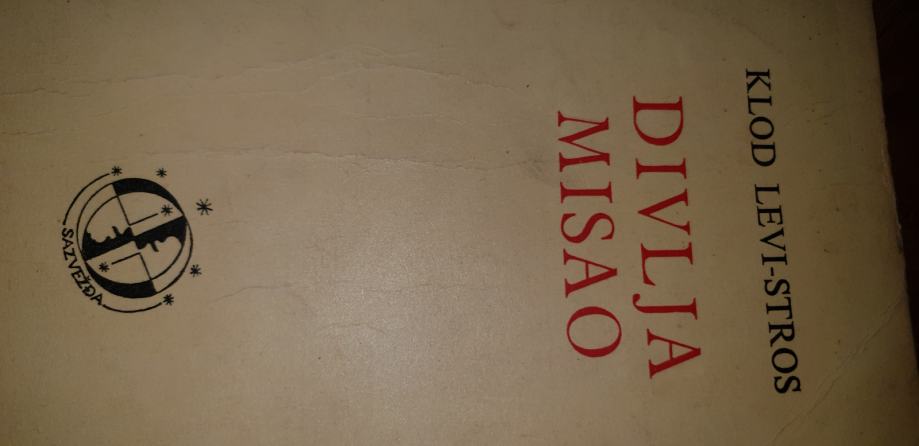 KLOD LEVI-STROS
DIVLJA
MISAO
SAZVEŽĐA